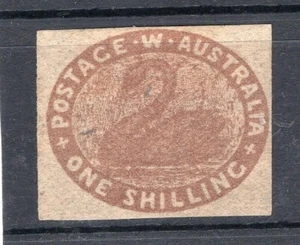 POSTAGE · W · AUSTRALIA
ONE SHILLING